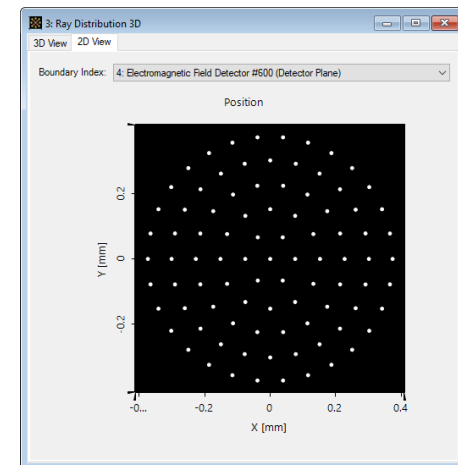 3: Ray Distribution 3D
3D View 2D View
Boundary Index: 4: Electromagnetic Field Detector #600 (Detector Plane)
Position
0.2
0
-0.2
Y [mm]
-0... -0.2 0 0.2 0.4
X [mm]